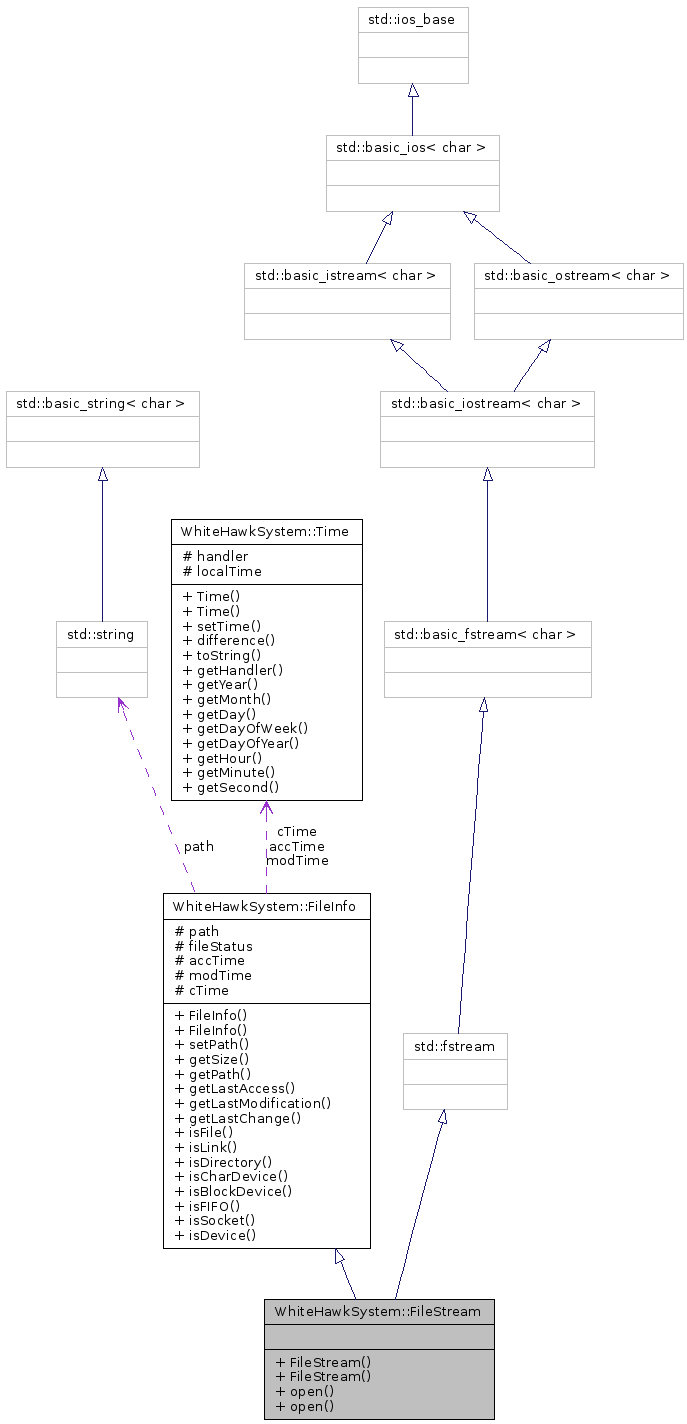 std::ios_base
std::basic_ios< char >
std::basic_istream< char >
std::basic_ostream< char >
std::basic_string< char >
std::basic_iostream< char >
WhiteHawkSystem::Time
# handler
# localTime
+ Time()
+ Time()
+ setTime()
+ difference()
+ toString()
+ getHandler()
+ getYear()
+ getMonth()
+ getDay()
+ getDayOfWeek()
+ getDayOfYear()
+ getHour()
+ getMinute()
+ getSecond()
std::string
std::basic_fstream< char >
path
cTime
accTime
modTime
WhiteHawkSystem::FileInfo
# path
# fileStatus
# accTime
# modTime
# cTime
+ FileInfo()
+ FileInfo()
+ setPath()
+ getSize()
+ getPath()
+ getLastAccess()
+ getLastModification()
+ getLastChange()
+ isFile()
+ isLink()
+ isDirectory()
+ isCharDevice()
+ isBlockDevice()
+ isFIFO()
+ isSocket()
+ isDevice()
std::fstream
WhiteHawkSystem::FileStream
+ FileStream()
+ FileStream()
+ open()
+ open()